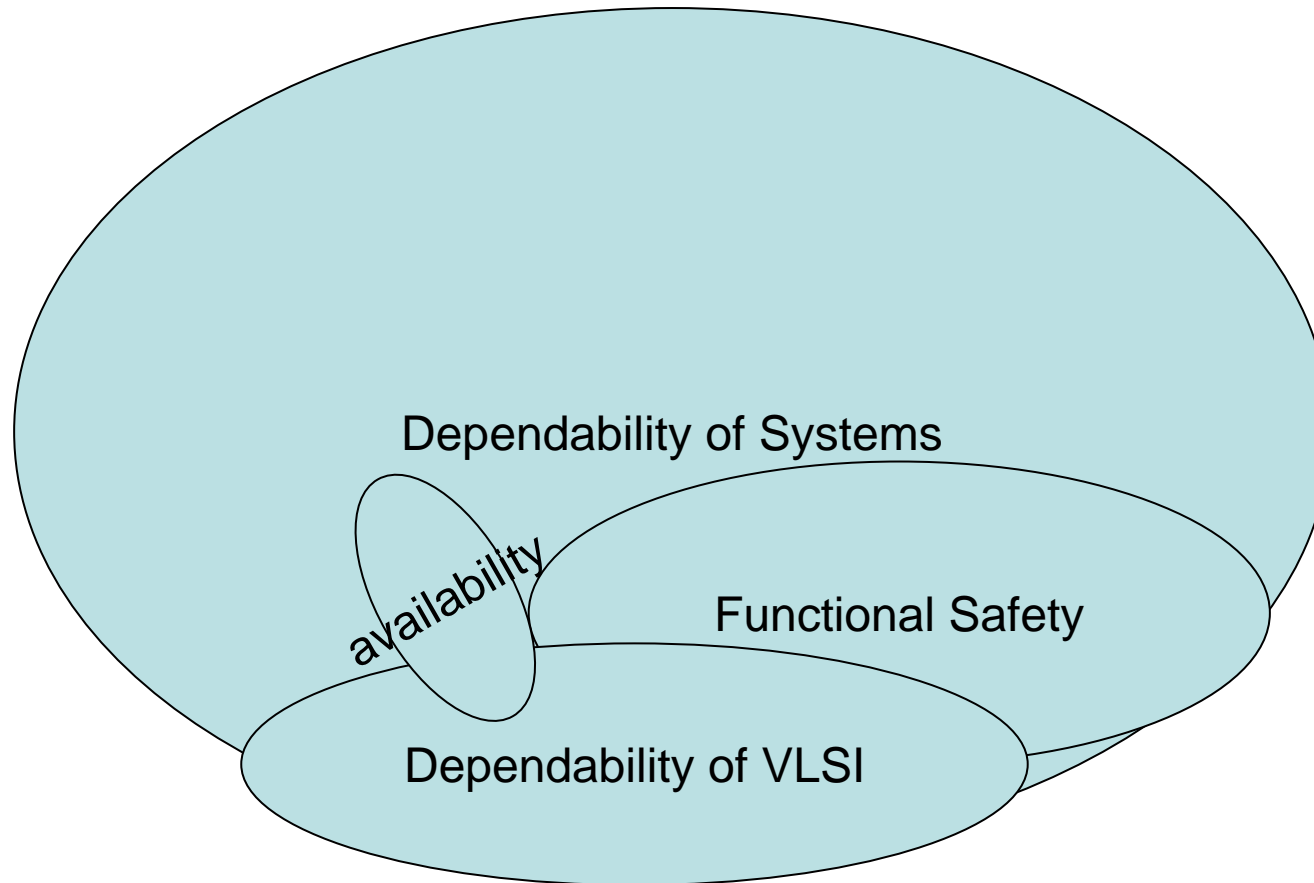 Dependability of Systems
availability
Functional Safety
Dependability of VLSI